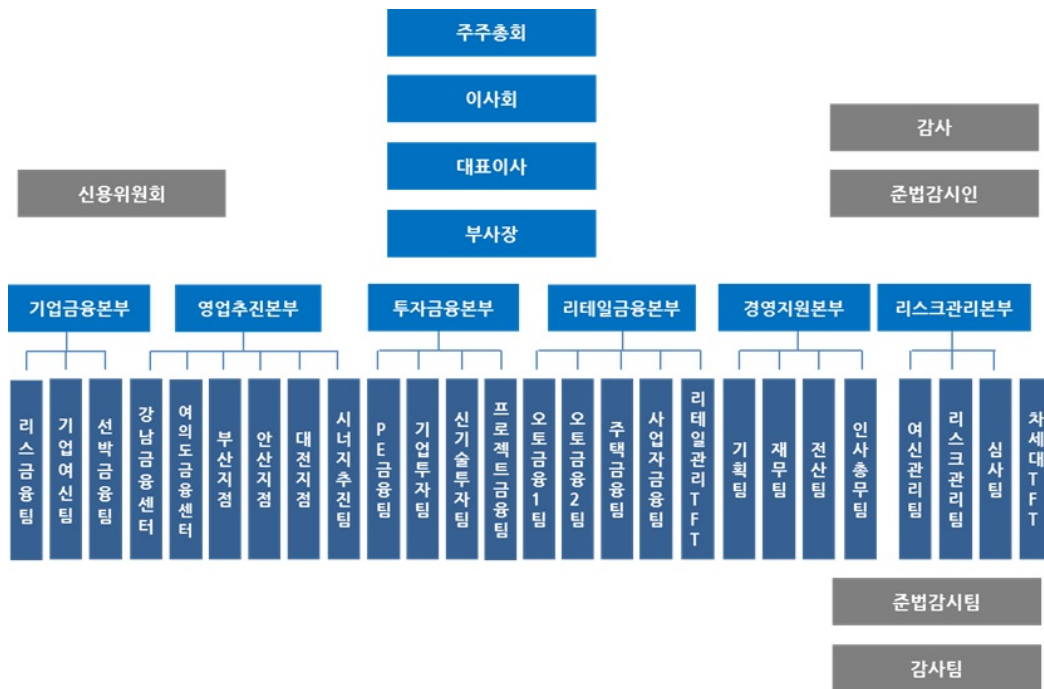 주주총회
이사회
감사
대표이사
신용위원회
준법감시인
부사장
기업금융본부
영업추진본부
투자금융본부
리테일금융본부
경영지원본부
리스크관리본부
리스금융팀
기업여신팀
선박금융팀
강남금융센터
여의도금융센터
부산지점
안산지점
대전지점
시너지추진팀
PE금융팀
기업투자팀
신기술투자팀
프로젝트금융팀
오토금융1팀
오토금융2팀
주택금융팀
사업자금융팀
리테일관리TFT
기획팀
재무팀
전산팀
인사총무팀
여신관리팀
리스크관리팀
심사팀
차세대TFT
준법감시팀
감사팀